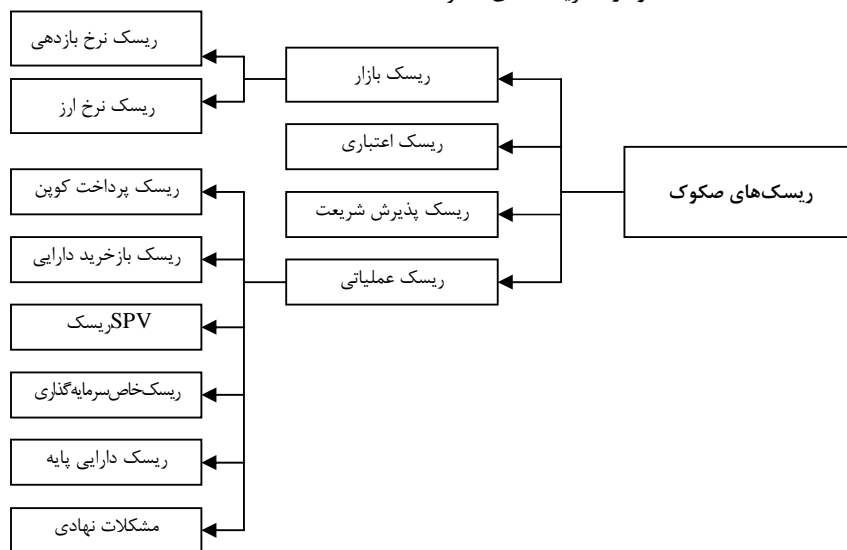 ریسک‌های صکوک
ریسک بازار
ریسک اعتباری
ریسک پذیرش شریعت
ریسک عملیاتی
ریسک نرخ بازدهی
ریسک نرخ ارز
ریسک پرداخت کوپن
ریسک بازخرید دارایی
ریسکSPV
ریسک‌خاص‌سرمایه‌گذاری
ریسک دارایی پایه
مشکلات نهادی